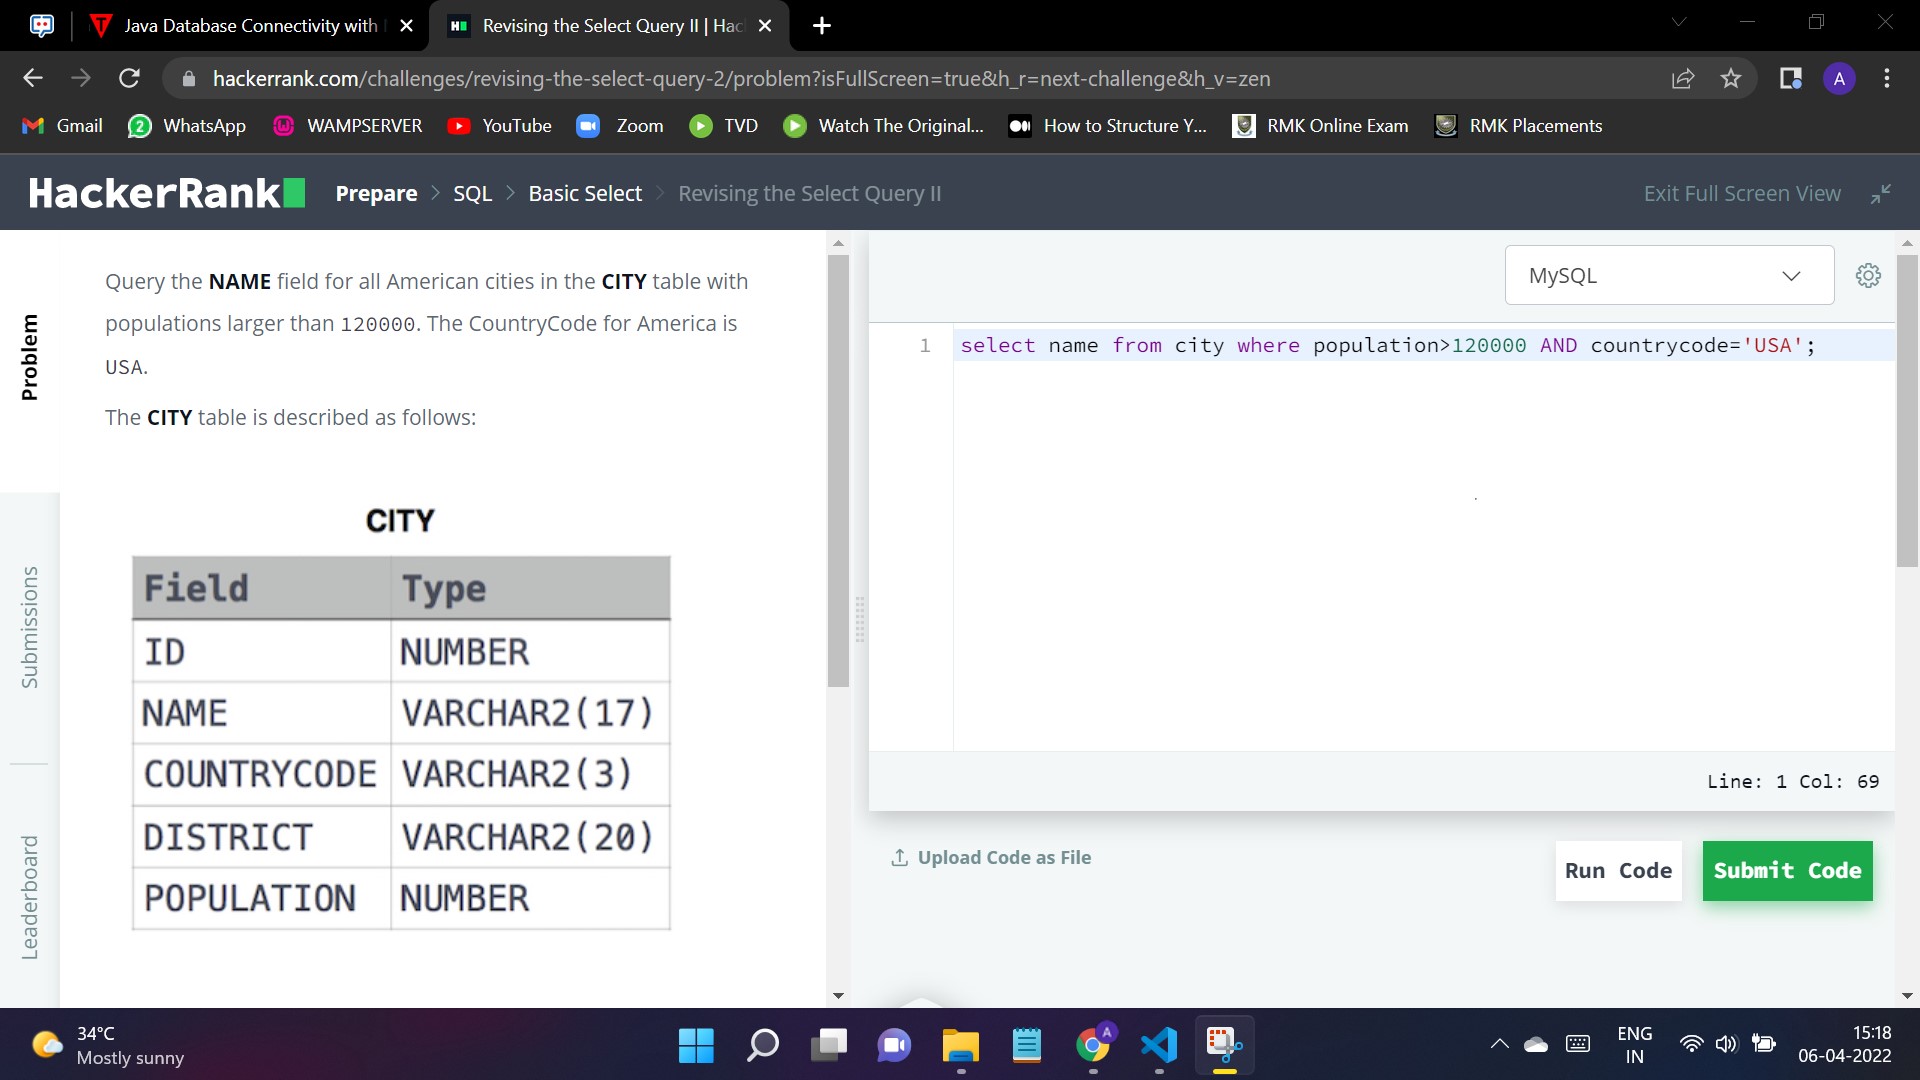 Java Database Connectivity with
Revising the Select Query II | Hac
hackerrank.com/challenges/revising-the-select-query-2/problem?isFullScreen=true&h_r=next-challenge&h_v=zen
A
Gmail
2
WhatsApp
WAMPSERVER
YouTube
Zoom
TVD
Watch The Original...
How to Structure Y...
RMK Online Exam
RMK Placements
HackerRank
Prepare > SQL > Basic Select > Revising the Select Query II
Exit Full Screen View
Problem
Submissions
Leaderboard
Query the NAME field for all American cities in the CITY table with
populations larger than 120000. The CountryCode for America is
USA.
The CITY table is described as follows:
CITY
Field Type
ID NUMBER
NAME VARCHAR2(17)
COUNTRYCODE VARCHAR2(3)
DISTRICT VARCHAR2(20)
POPULATION NUMBER
MySQL
1 select name from city where population>120000 AND countrycode='USA';
Line: 1 Col: 69
Upload Code as File
Run Code
Submit Code
34°C
Mostly sunny
A
ENG
IN
15:18
06-04-2022